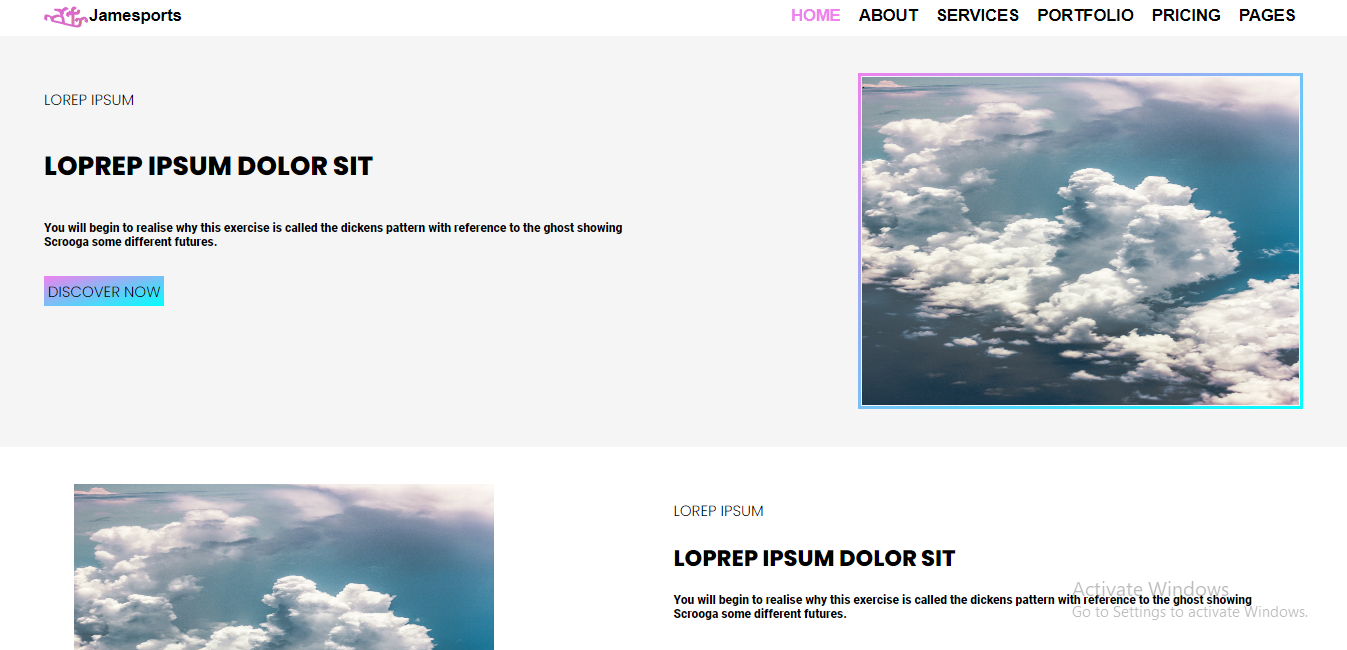 Jamesports
HOME ABOUT SERVICES PORTFOLIO PRICING PAGES
LOREP IPSUM
LOPREP IPSUM DOLOR SIT
You will begin to realise why this exercise is called the dickens pattern with reference to the ghost showing
Scrooga some different futures.
DISCOVER NOW
LOREP IPSUM
LOPREP IPSUM DOLOR SIT
You will begin to realise why this exercise is called the dickens pattern with reference to the ghost showing
Scrooga some different futures.
Activate Windows
Go to Settings to activate Windows.